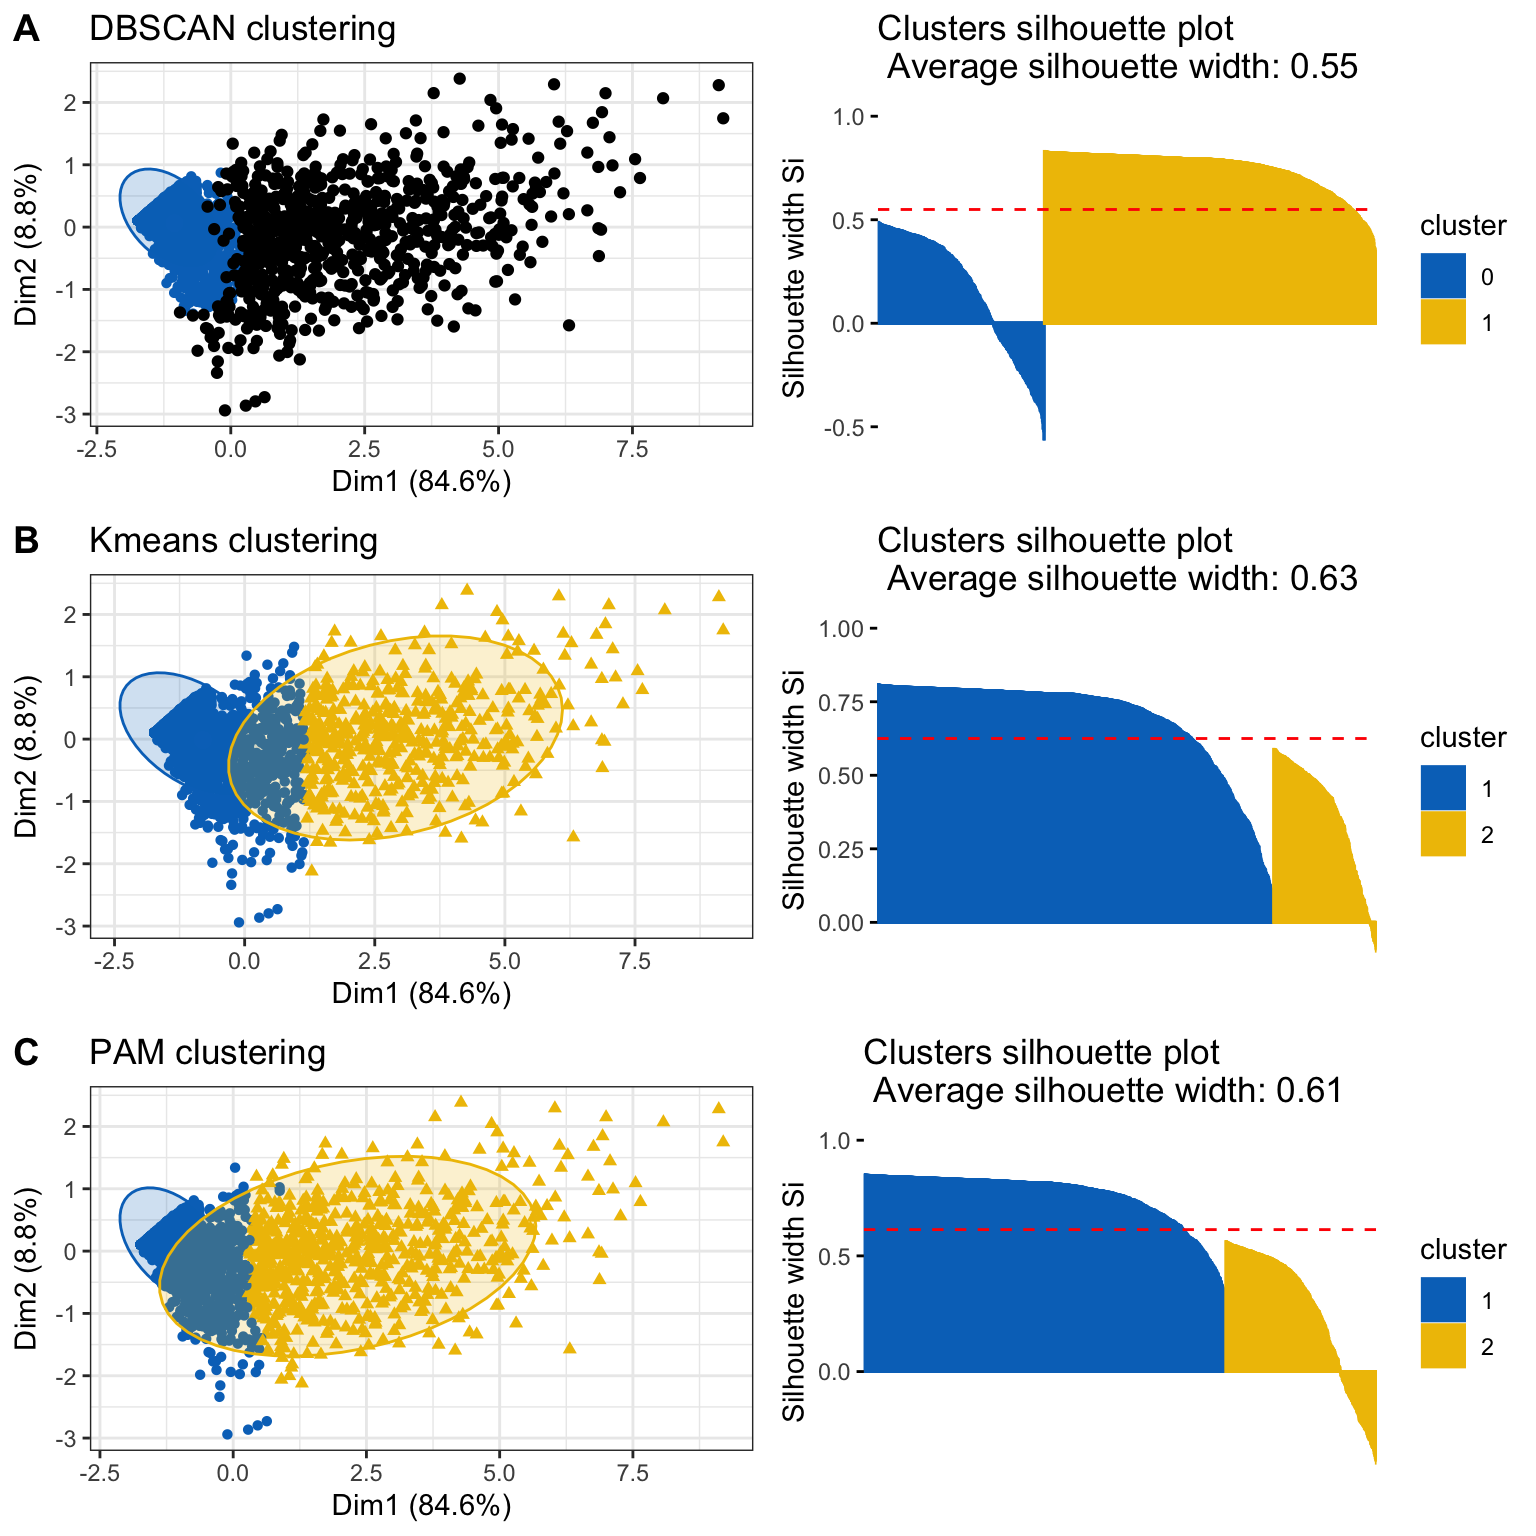 A DBSCAN clustering
Clusters silhouette plot
Average silhouette width: 0.55
Dim2 (8.8%)
2
1
0
-1
-2
-3
-2.5 0.0 2.5 5.0 7.5
Dim1 (84.6%)
Silhouette width Si
1.0
0.5
0.0
-0.5
cluster
0
1
B Kmeans clustering
Clusters silhouette plot
Average silhouette width: 0.63
Dim2 (8.8%)
2
1
0
-1
-2
-3
-2.5 0.0 2.5 5.0 7.5
Dim1 (84.6%)
Silhouette width Si
1.00
0.75
0.50
0.25
0.00
cluster
1
2
C PAM clustering
Clusters silhouette plot
Average silhouette width: 0.61
Dim2 (8.8%)
2
1
0
-1
-2
-3
-2.5 0.0 2.5 5.0 7.5
Dim1 (84.6%)
Silhouette width Si
1.0
0.5
0.0
cluster
1
2